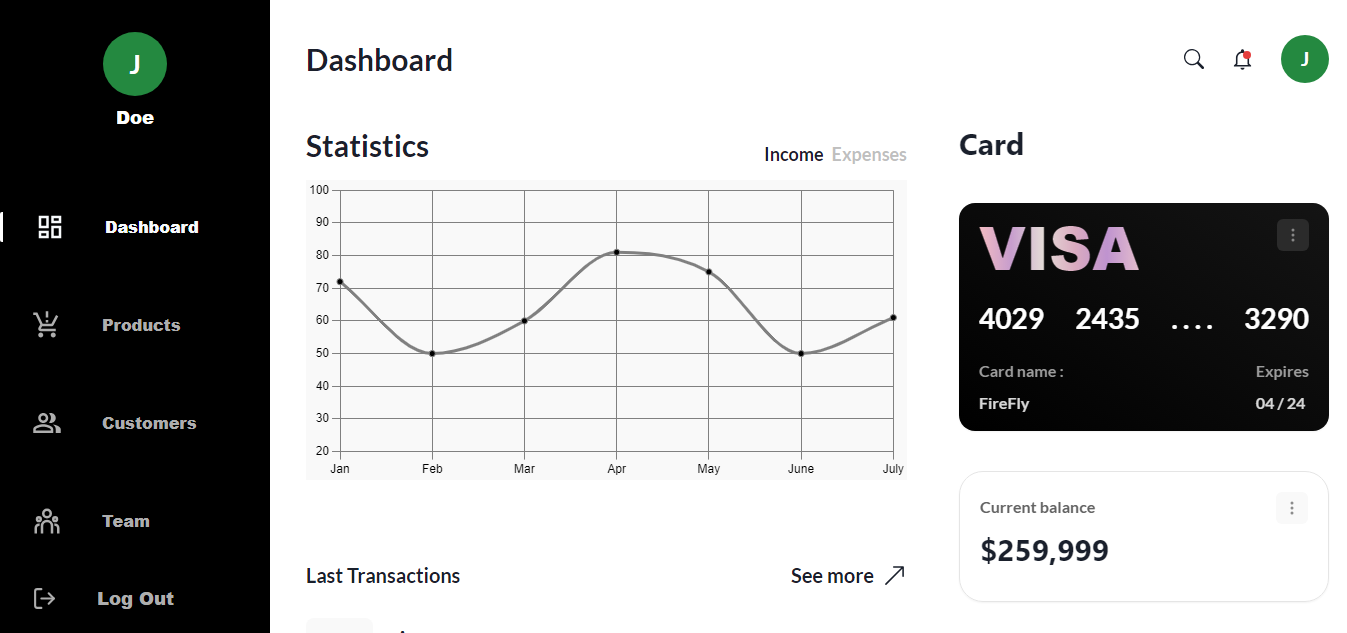 J
Doe
Dashboard
Products
Customers
Team
Log Out
Dashboard
J
Statistics
Income Expenses
100
90
80
70
60
50
40
30
20
Jan Feb Mar Apr May June July
Last Transactions
See more
Card
VISA
4029 2435 .... 3290
Card name : Expires
FireFly 04 / 24
Current balance
$259,999